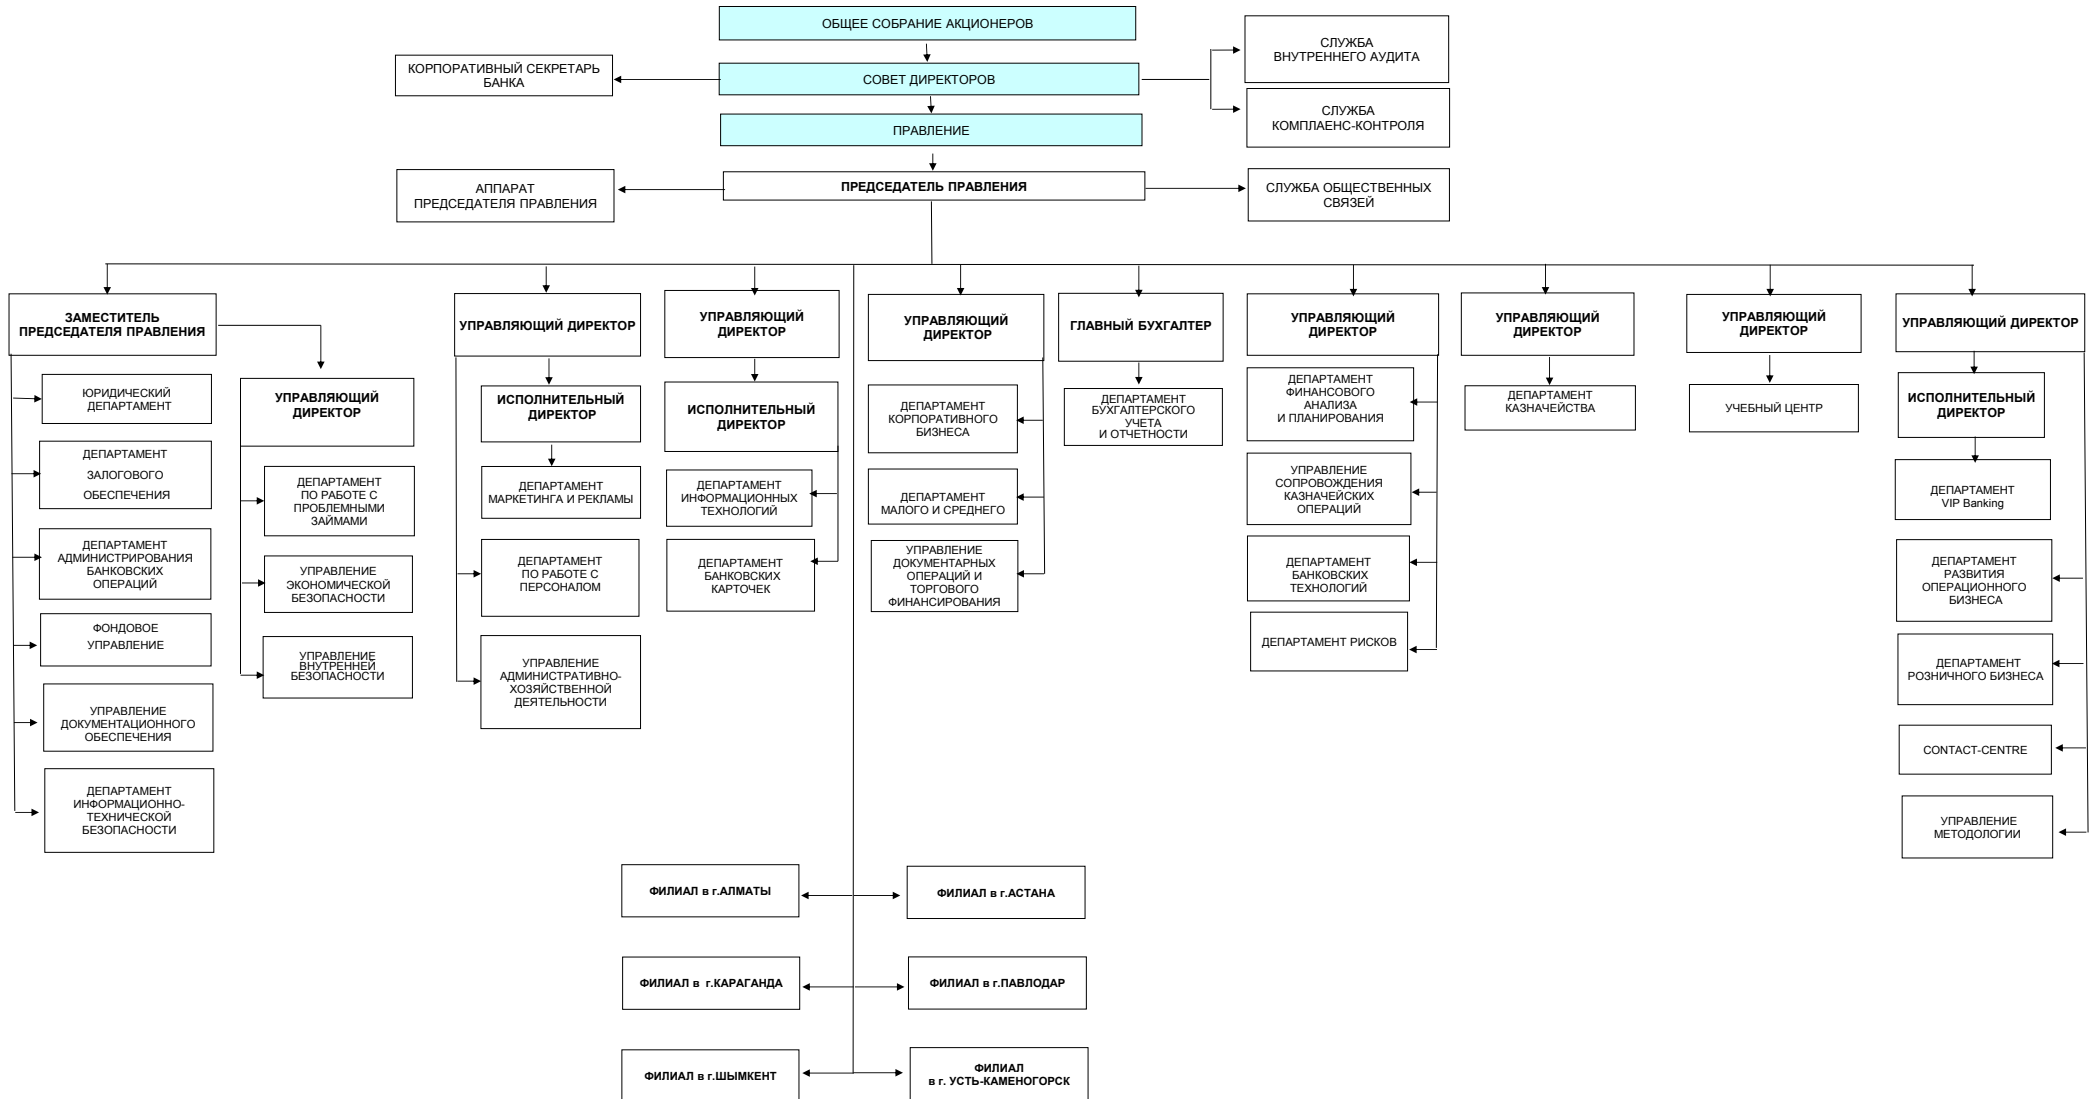 ОБЩЕЕ СОБРАНИЕ АКЦИОНЕРОВ
СЛУЖБА
ВНУТРЕННЕГО АУДИТА
КОРПОРАТИВНЫЙ СЕКРЕТАРЬ
БАНКА
СОВЕТ ДИРЕКТОРОВ
СЛУЖБА
КОМПЛАЕНС-КОНТРОЛЯ
ПРАВЛЕНИЕ
АППАРАТ
ПРЕДСЕДАТЕЛЯ ПРАВЛЕНИЯ
ПРЕДСЕДАТЕЛЬ ПРАВЛЕНИЯ
СЛУЖБА ОБЩЕСТВЕННЫХ
СВЯЗЕЙ
ЗАМЕСТИТЕЛЬ
ПРЕДСЕДАТЕЛЯ ПРАВЛЕНИЯ
ЮРИДИЧЕСКИЙ
ДЕПАРТАМЕНТ
ДЕПАРТАМЕНТ
ЗАЛОГОВОГО
ОБЕСПЕЧЕНИЯ
ДЕПАРТАМЕНТ
АДМИНИСТРИРОВАНИЯ
БАНКОВСКИХ
ОПЕРАЦИЙ
ФОНДОВОЕ
УПРАВЛЕНИЕ
УПРАВЛЕНИЕ
ДОКУМЕНТАЦИОННОГО
ОБЕСПЕЧЕНИЯ
ДЕПАРТАМЕНТ
ИНФОРМАЦИОННО-
ТЕХНИЧЕСКОЙ
БЕЗОПАСНОСТИ
УПРАВЛЯЮЩИЙ
ДИРЕКТОР
ДЕПАРТАМЕНТ
ПО РАБОТЕ С
ПРОБЛЕМНЫМИ
ЗАЙМАМИ
УПРАВЛЕНИЕ
ЭКОНОМИЧЕСКОЙ
БЕЗОПАСНОСТИ
УПРАВЛЕНИЕ
ВНУТРЕННЕЙ
БЕЗОПАСНОСТИ
УПРАВЛЯЮЩИЙ ДИРЕКТОР
ИСПОЛНИТЕЛЬНЫЙ
ДИРЕКТОР
ДЕПАРТАМЕНТ
МАРКЕТИНГА И РЕКЛАМЫ
ДЕПАРТАМЕНТ
ПО РАБОТЕ С
ПЕРСОНАЛОМ
УПРАВЛЕНИЕ
АДМИНИСТРАТИВНО-
ХОЗЯЙСТВЕННОЙ
ДЕЯТЕЛЬНОСТИ
УПРАВЛЯЮЩИЙ
ДИРЕКТОР
ИСПОЛНИТЕЛЬНЫЙ
ДИРЕКТОР
ДЕПАРТАМЕНТ
ИНФОРМАЦИОННЫХ
ТЕХНОЛОГИЙ
ДЕПАРТАМЕНТ
БАНКОВСКИХ
КАРТОЧЕК
УПРАВЛЯЮЩИЙ
ДИРЕКТОР
ДЕПАРТАМЕНТ
КОРПОРАТИВНОГО
БИЗНЕСА
ДЕПАРТАМЕНТ
МАЛОГО И СРЕДНЕГО
УПРАВЛЕНИЕ
ДОКУМЕНТАРНЫХ
ОПЕРАЦИЙ И
ТОРГОВОГО
ФИНАНСИРОВАНИЯ
ГЛАВНЫЙ БУХГАЛТЕР
ДЕПАРТАМЕНТ
БУХГАЛТЕРСКОГО
УЧЕТА
И ОТЧЕТНОСТИ
УПРАВЛЯЮЩИЙ
ДИРЕКТОР
ДЕПАРТАМЕНТ
ФИНАНСОВОГО
АНАЛИЗА
И ПЛАНИРОВАНИЯ
УПРАВЛЕНИЕ
СОПРОВОЖДЕНИЯ
КАЗНАЧЕЙСКИХ
ОПЕРАЦИЙ
ДЕПАРТАМЕНТ
БАНКОВСКИХ
ТЕХНОЛОГИЙ
ДЕПАРТАМЕНТ РИСКОВ
УПРАВЛЯЮЩИЙ
ДИРЕКТОР
ДЕПАРТАМЕНТ
КАЗНАЧЕЙСТВА
УПРАВЛЯЮЩИЙ
ДИРЕКТОР
УЧЕБНЫЙ ЦЕНТР
УПРАВЛЯЮЩИЙ ДИРЕКТОР
ИСПОЛНИТЕЛЬНЫЙ
ДИРЕКТОР
ДЕПАРТАМЕНТ
VIP Banking
ДЕПАРТАМЕНТ
РАЗВИТИЯ
ОПЕРАЦИОННОГО
БИЗНЕСА
ДЕПАРТАМЕНТ
РОЗНИЧНОГО БИЗНЕСА
CONTACT-CENTRE
УПРАВЛЕНИЕ
МЕТОДОЛОГИИ
ФИЛИАЛ в г.АЛМАТЫ
ФИЛИАЛ в г.АСТАНА
ФИЛИАЛ в г.КАРАГАНДА
ФИЛИАЛ в г.ПАВЛОДАР
ФИЛИАЛ в г.ШЫМКЕНТ
ФИЛИАЛ
в г. УСТЬ-КАМЕНОГОРСК